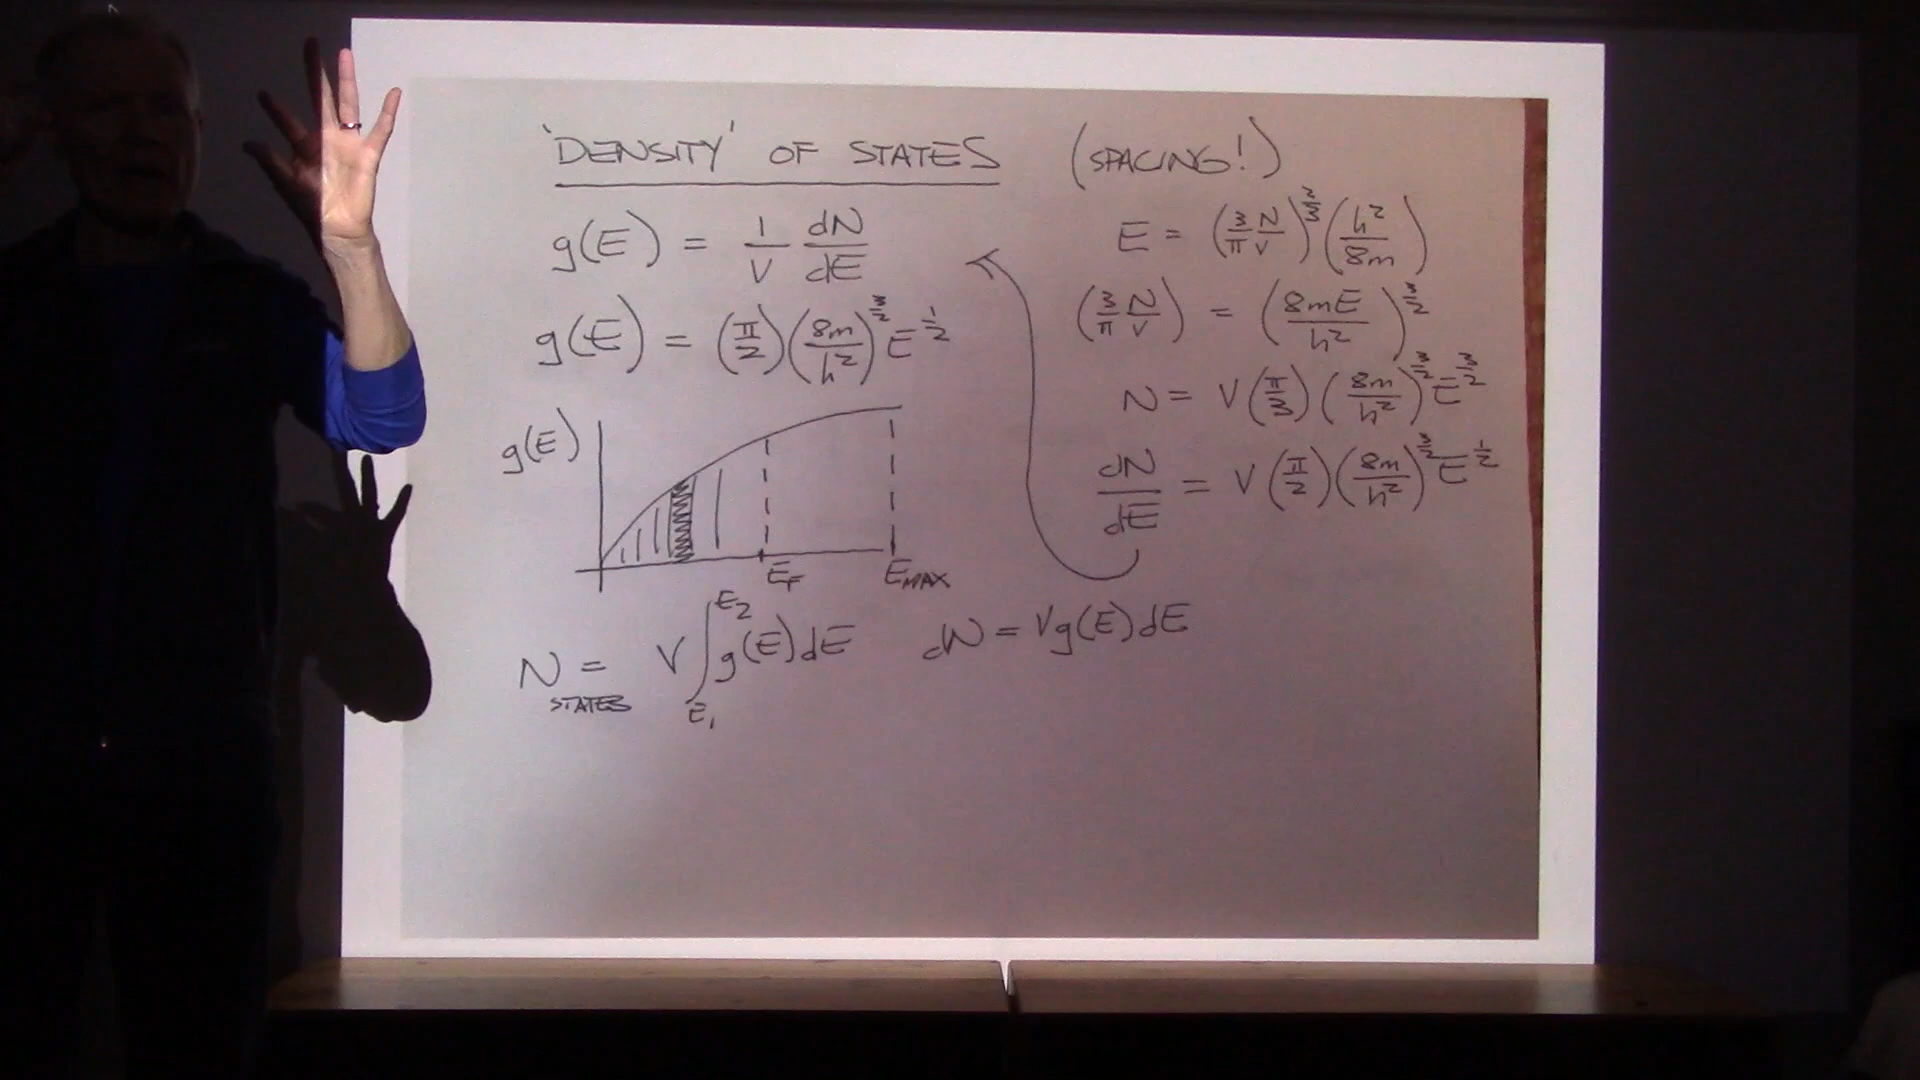 'DENSITY' OF STATES (SPACING!)
g(E) = 1/V dN/dE
g(E) = (π/2)(8m/h²)^3/2 E^1/2
g(E)
E_F E_MAX
N_STATES = V ∫_E₁^E₂ g(E)dE dN = Vg(E)dE
E = (3/π N/V)^2/3 (h²/8m)
(3/π N/V) = (8mE/h²)^3/2
N = V(π/3)(8m/h²)^3/2 E^3/2
dN/dE = V(π/2)(8m/h²)^3/2 E^1/2